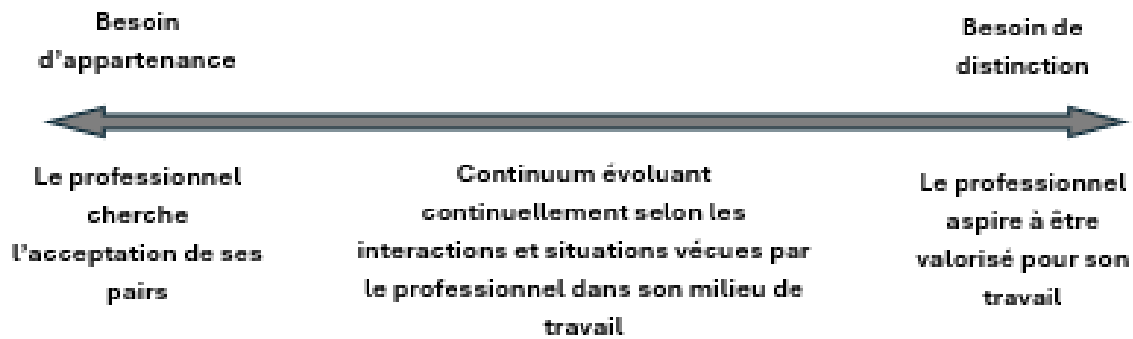 Besoin
d'appartenance
Besoin de
distinction
Le professionnel
cherche
l'acceptation de ses
pairs
Continuum évoluant
continuellement selon les
interactions et situations vécues par
le professionnel dans son milieu de
travail
Le professionnel
aspire à être
valorisé pour son
travail